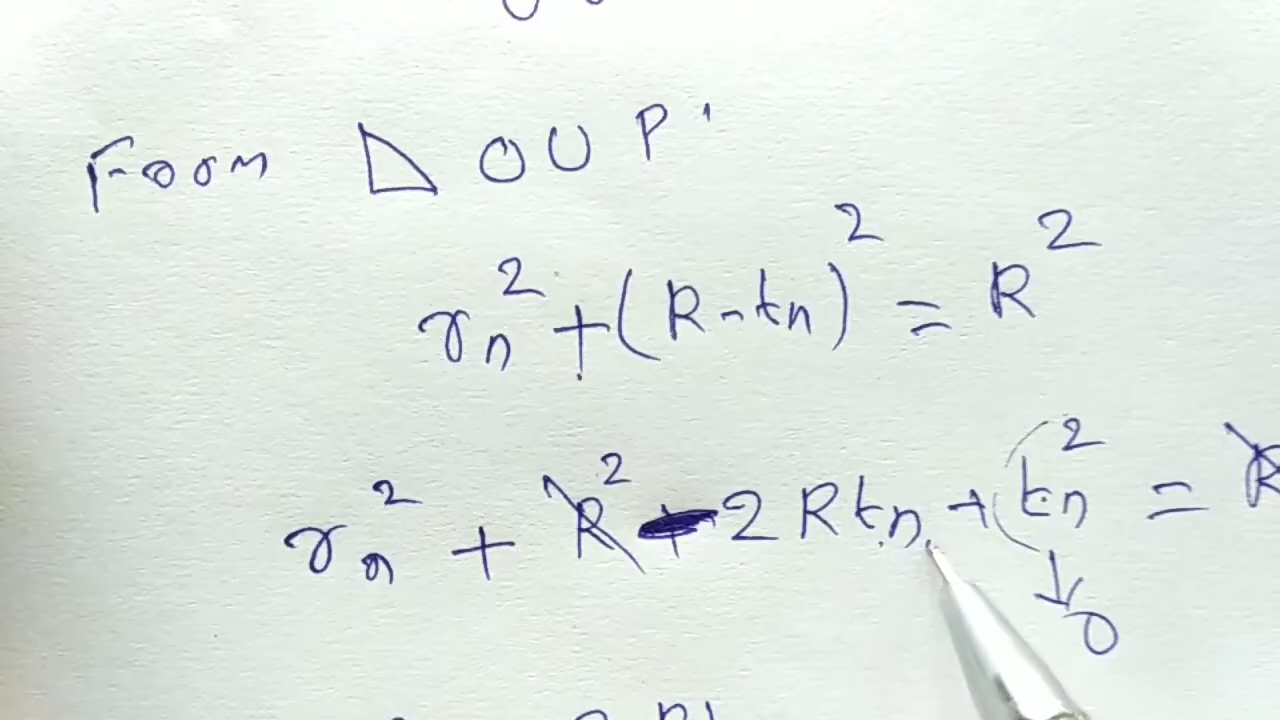 From △ OUP'
rₙ² + (R - tₙ)² = R²
rₙ² + R² - 2Rtₙ + tₙ² = R
↓
0